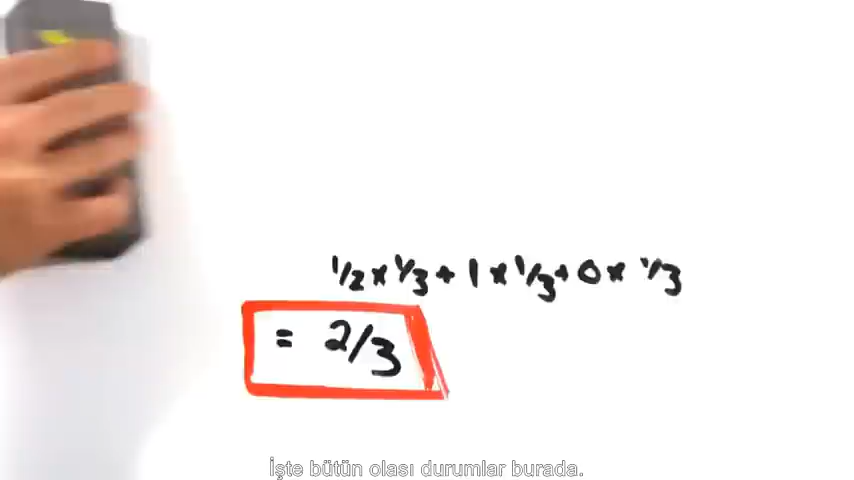 1/2 x 1/3 + 1 x 1/3 + 0 x 1/3
= 2/3
İşte bütün olası durumlar burada.